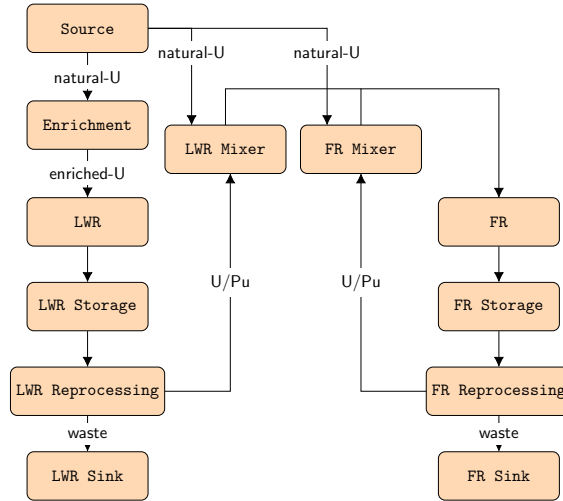 Source
natural-U
natural-U
natural-U
Enrichment
LWR Mixer
FR Mixer
enriched-U
LWR
FR
U/Pu
U/Pu
LWR Storage
FR Storage
LWR Reprocessing
FR Reprocessing
waste
waste
LWR Sink
FR Sink